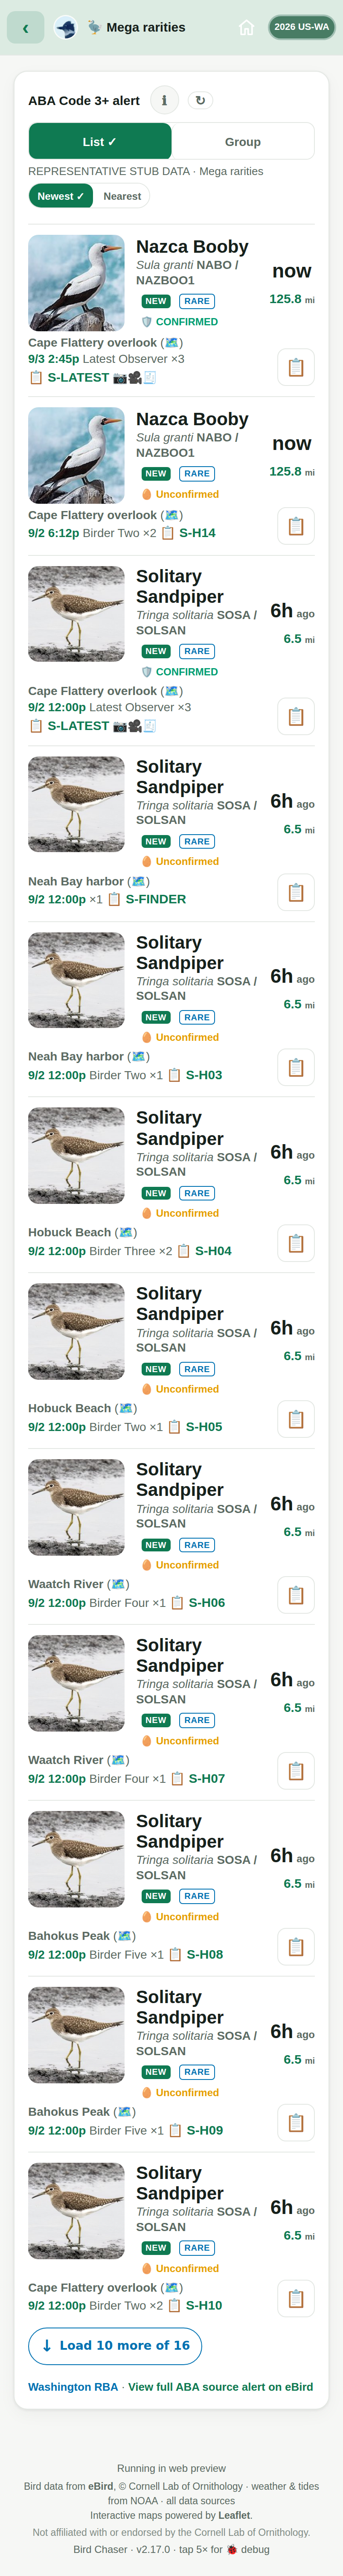 ‹ 🦤 Mega rarities 2026 US-WA
ABA Code 3+ alert ℹ ↻
List ✓ Group
REPRESENTATIVE STUB DATA · Mega rarities
Newest ✓ Nearest
Nazca Booby
Sula granti NABO /
NAZBOO1
now
125.8 mi
NEW RARE
🛡️ CONFIRMED
Cape Flattery overlook (🗺️)
9/3 2:45p Latest Observer ×3
📋 S-LATEST 📷🎥🧾
Nazca Booby
Sula granti NABO /
NAZBOO1
now
125.8 mi
NEW RARE
🥚 Unconfirmed
Cape Flattery overlook (🗺️)
9/2 6:12p Birder Two ×2 📋 S-H14
Solitary
Sandpiper
Tringa solitaria SOSA /
SOLSAN
6h ago
6.5 mi
NEW RARE
🛡️ CONFIRMED
Cape Flattery overlook (🗺️)
9/2 12:00p Latest Observer ×3
📋 S-LATEST 📷🎥🧾
Solitary
Sandpiper
Tringa solitaria SOSA /
SOLSAN
6h ago
6.5 mi
NEW RARE
🥚 Unconfirmed
Neah Bay harbor (🗺️)
9/2 12:00p ×1 📋 S-FINDER
Solitary
Sandpiper
Tringa solitaria SOSA /
SOLSAN
6h ago
6.5 mi
NEW RARE
🥚 Unconfirmed
Neah Bay harbor (🗺️)
9/2 12:00p Birder Two ×1 📋 S-H03
Solitary
Sandpiper
Tringa solitaria SOSA /
SOLSAN
6h ago
6.5 mi
NEW RARE
🥚 Unconfirmed
Hobuck Beach (🗺️)
9/2 12:00p Birder Three ×2 📋 S-H04
Solitary
Sandpiper
Tringa solitaria SOSA /
SOLSAN
6h ago
6.5 mi
NEW RARE
🥚 Unconfirmed
Hobuck Beach (🗺️)
9/2 12:00p Birder Two ×1 📋 S-H05
Solitary
Sandpiper
Tringa solitaria SOSA /
SOLSAN
6h ago
6.5 mi
NEW RARE
🥚 Unconfirmed
Waatch River (🗺️)
9/2 12:00p Birder Four ×1 📋 S-H06
Solitary
Sandpiper
Tringa solitaria SOSA /
SOLSAN
6h ago
6.5 mi
NEW RARE
🥚 Unconfirmed
Waatch River (🗺️)
9/2 12:00p Birder Four ×1 📋 S-H07
Solitary
Sandpiper
Tringa solitaria SOSA /
SOLSAN
6h ago
6.5 mi
NEW RARE
🥚 Unconfirmed
Bahokus Peak (🗺️)
9/2 12:00p Birder Five ×1 📋 S-H08
Solitary
Sandpiper
Tringa solitaria SOSA /
SOLSAN
6h ago
6.5 mi
NEW RARE
🥚 Unconfirmed
Bahokus Peak (🗺️)
9/2 12:00p Birder Five ×1 📋 S-H09
Solitary
Sandpiper
Tringa solitaria SOSA /
SOLSAN
6h ago
6.5 mi
NEW RARE
🥚 Unconfirmed
Cape Flattery overlook (🗺️)
9/2 12:00p Birder Two ×2 📋 S-H10
↓ Load 10 more of 16
Washington RBA · View full ABA source alert on eBird
Running in web preview
Bird data from eBird, © Cornell Lab of Ornithology · weather & tides
from NOAA · all data sources
Interactive maps powered by Leaflet.
Not affiliated with or endorsed by the Cornell Lab of Ornithology.
Bird Chaser · v2.17.0 · tap 5× for 🐞 debug